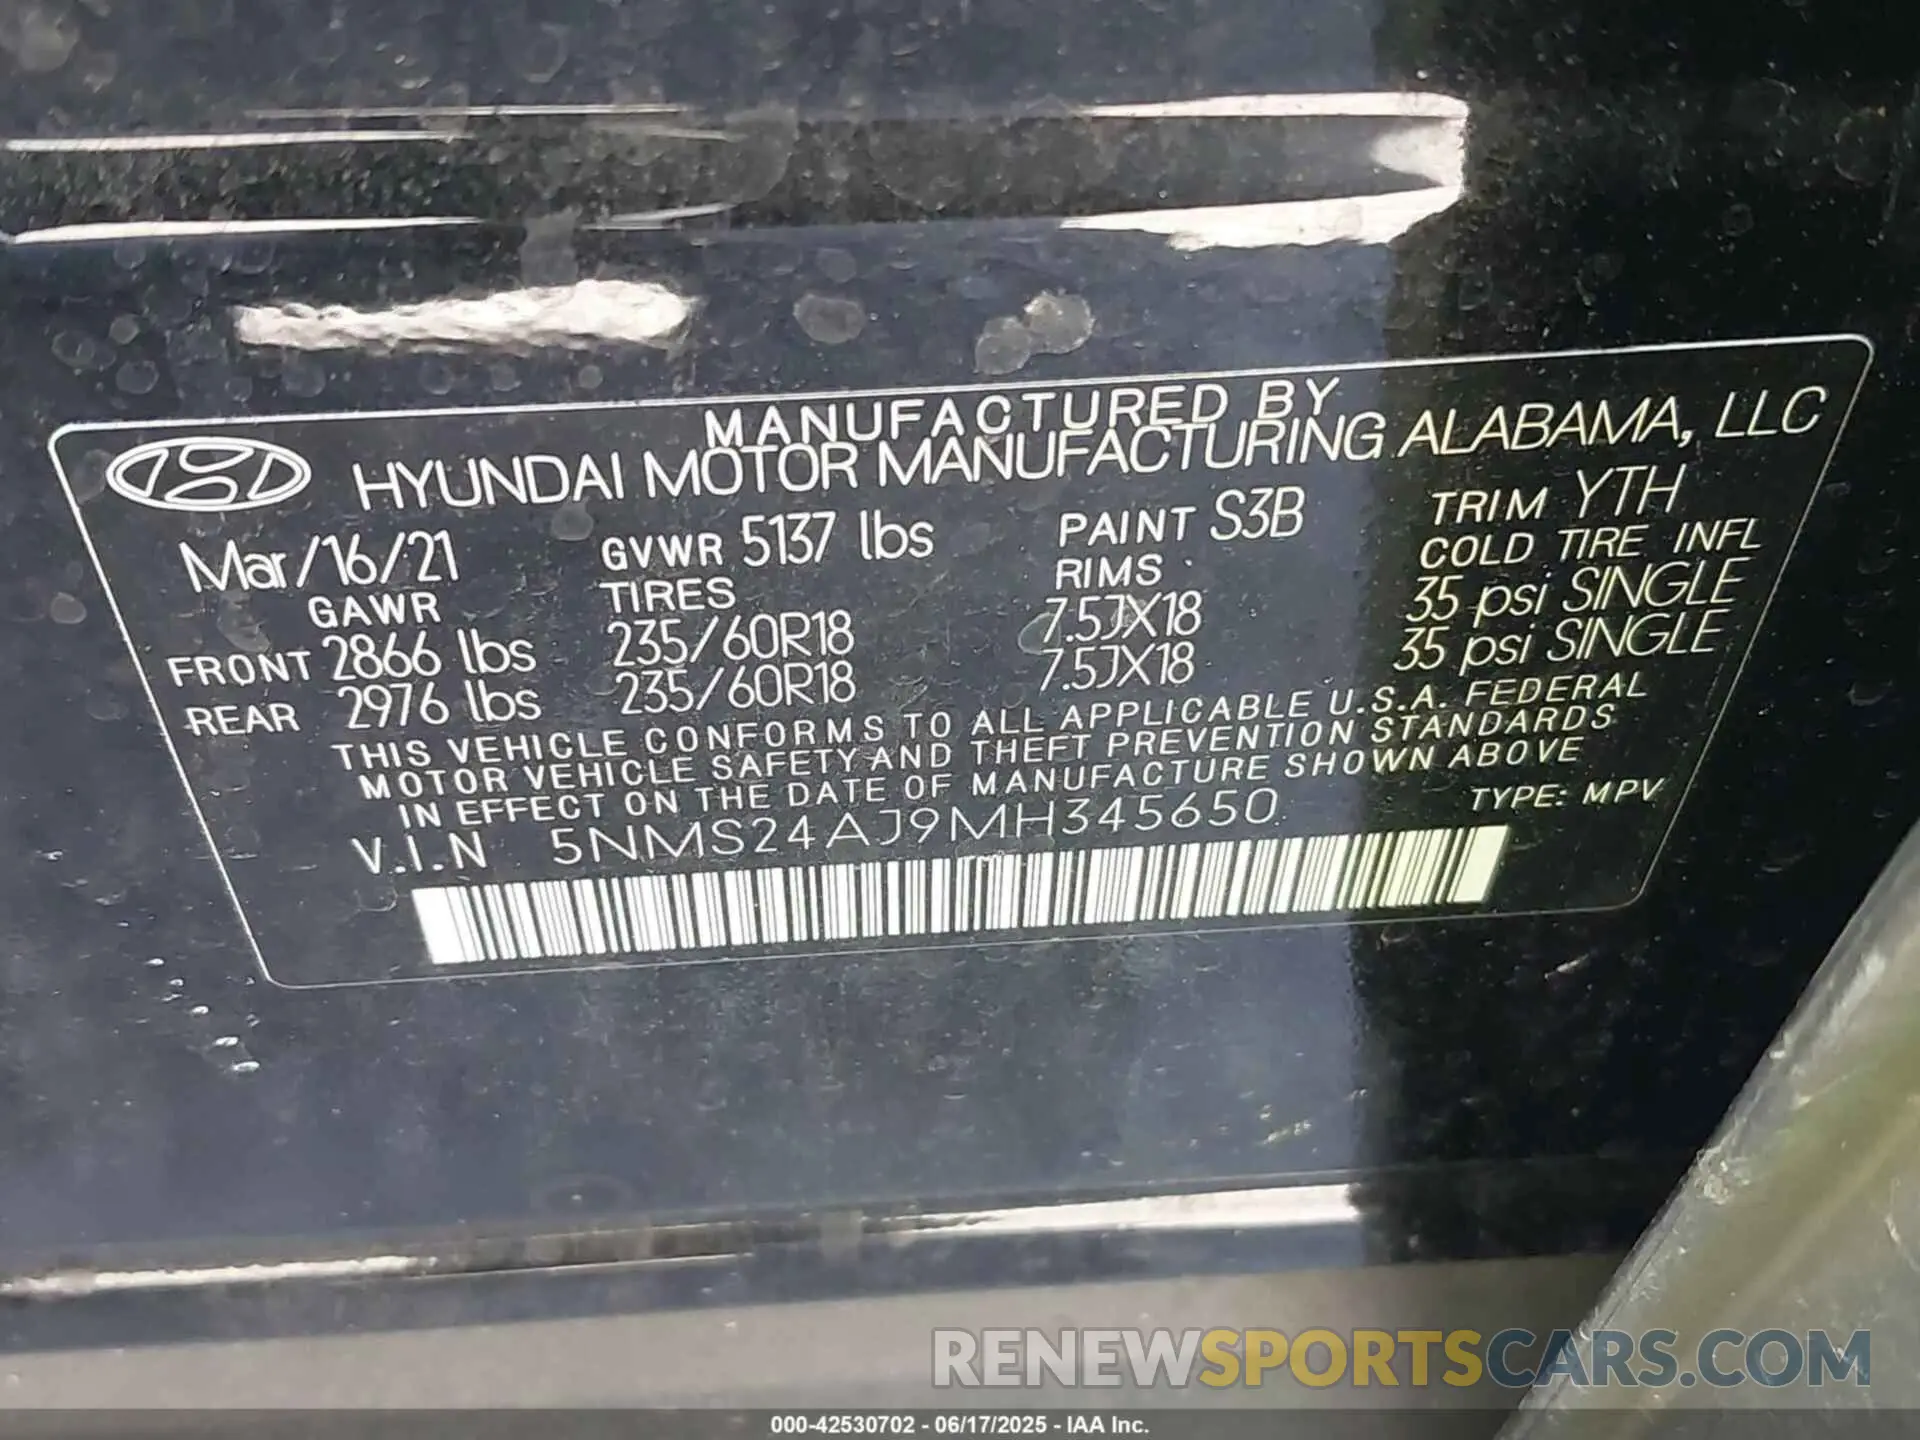 MANUFACTURED BY
HYUNDAI MOTOR MANUFACTURING ALABAMA, LLC
Mar/16/21 GVWR 5137 lbs PAINT S3B TRIM YTH
GAWR TIRES RIMS COLD TIRE INFL
FRONT 2866 lbs 235/60R18 7.5JX18 35 psi SINGLE
REAR 2976 lbs 235/60R18 7.5JX18 35 psi SINGLE
THIS VEHICLE CONFORMS TO ALL APPLICABLE U.S.A. FEDERAL
MOTOR VEHICLE SAFETY AND THEFT PREVENTION STANDARDS
IN EFFECT ON THE DATE OF MANUFACTURE SHOWN ABOVE
V.I.N 5NMS24AJ9MH345650 TYPE: MPV
RENEWSPORTSCARS.COM
000-42530702 - 06/17/2025 - IAA Inc.